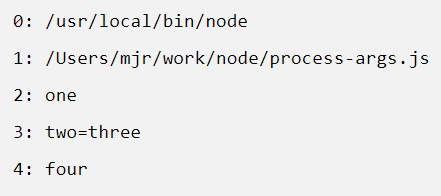 0: /usr/local/bin/node
1: /Users/mjr/work/node/process-args.js
2: one
3: two=three
4: four